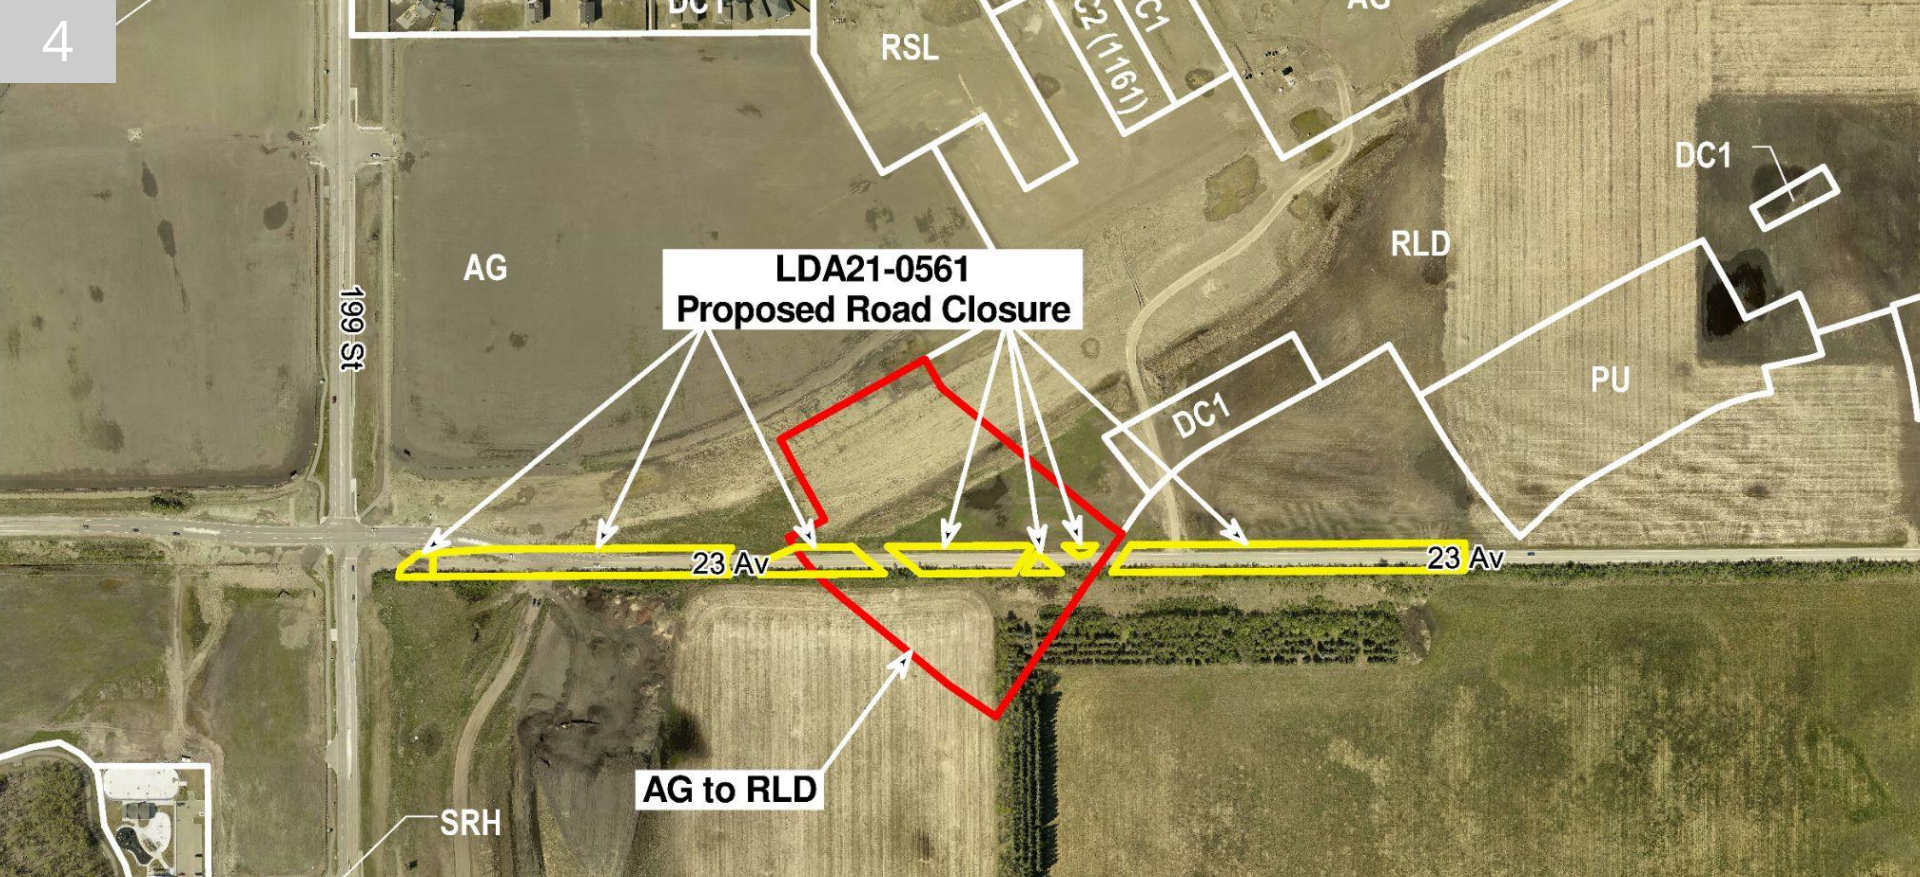 4
DC1
RSL
C2 (1161)
C1
AG
DC1
RLD
AG
199 St
LDA21-0561
Proposed Road Closure
PU
DC1
23 Av
23 Av
AG to RLD
SRH